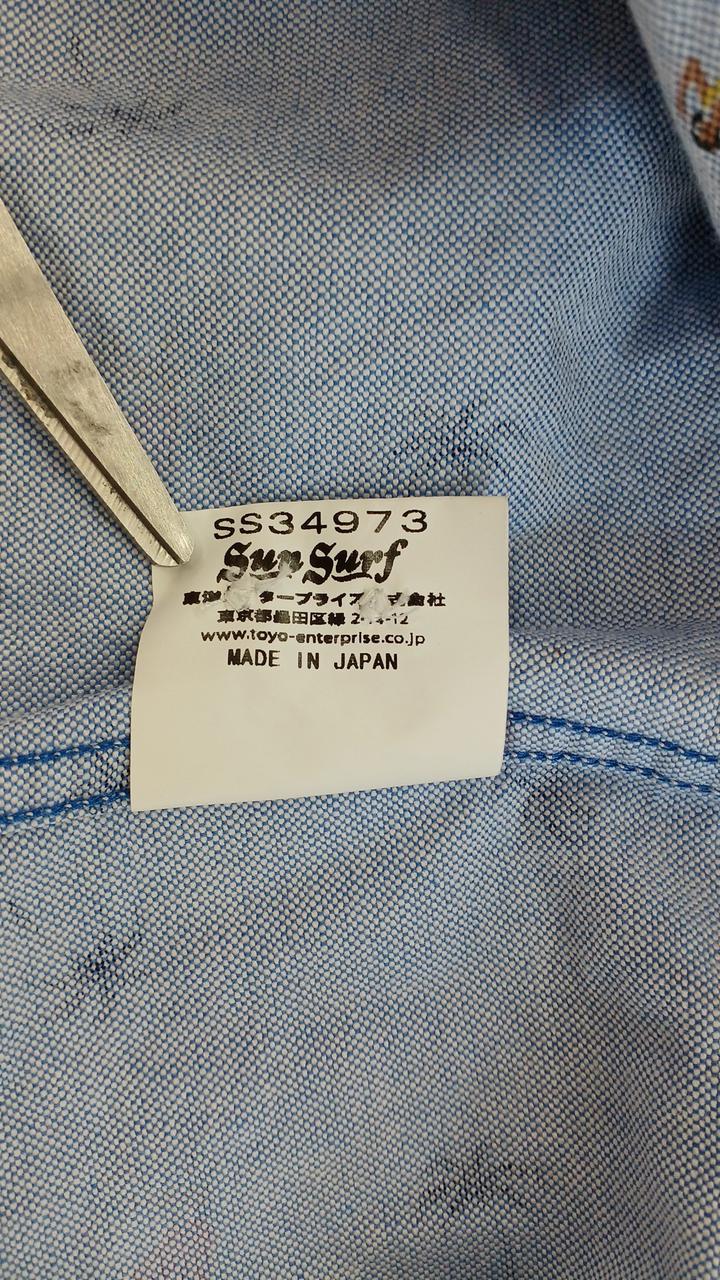 SS34973
Sun Surf
東洋 タープライズ 式会社
東京都墨田区緑 2-14-12
www.toyo-enterprise.co.jp
MADE IN JAPAN